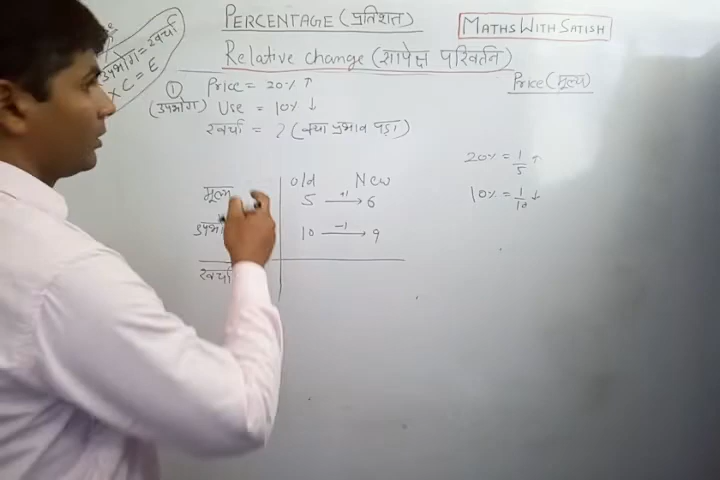 PERCENTAGE (प्रतिशत)
MATHS WITH SATISH
Relative change (शापेक्ष परिवर्तन)
उपभोग = खर्चा
× C = E
Price (मूल्य)
① Price = 20% ↑
(उपभोग) Use = 10% ↓
खर्चा = ? (क्या प्रभाव पड़ा)
20% = 1/5 ↑
10% = 1/10 ↓
Old New
मूल्य 5 +1→ 6
10 -1→ 9
खर्चा